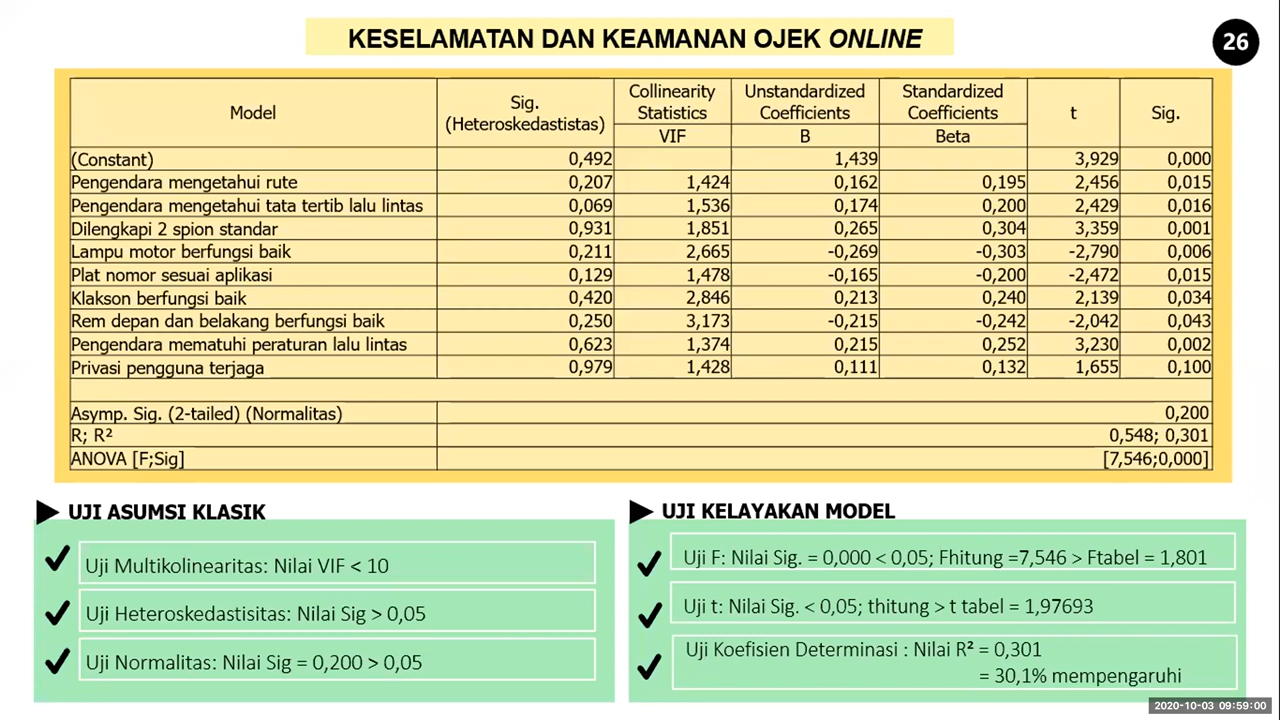 KESELAMATAN DAN KEAMANAN OJEK ONLINE
26
Model Sig. (Heteroskedastistas) Collinearity Statistics Unstandardized Coefficients Standardized Coefficients t Sig.
VIF B Beta
(Constant) 0,492 1,439 3,929 0,000
Pengendara mengetahui rute 0,207 1,424 0,162 0,195 2,456 0,015
Pengendara mengetahui tata tertib lalu lintas 0,069 1,536 0,174 0,200 2,429 0,016
Dilengkapi 2 spion standar 0,931 1,851 0,265 0,304 3,359 0,001
Lampu motor berfungsi baik 0,211 2,665 -0,269 -0,303 -2,790 0,006
Plat nomor sesuai aplikasi 0,129 1,478 -0,165 -0,200 -2,472 0,015
Klakson berfungsi baik 0,420 2,846 0,213 0,240 2,139 0,034
Rem depan dan belakang berfungsi baik 0,250 3,173 -0,215 -0,242 -2,042 0,043
Pengendara mematuhi peraturan lalu lintas 0,623 1,374 0,215 0,252 3,230 0,002
Privasi pengguna terjaga 0,979 1,428 0,111 0,132 1,655 0,100
Asymp. Sig. (2-tailed) (Normalitas) 0,200
R; R² 0,548; 0,301
ANOVA [F;Sig] [7,546;0,000]
UJI ASUMSI KLASIK
Uji Multikolinearitas: Nilai VIF < 10
Uji Heteroskedastisitas: Nilai Sig > 0,05
Uji Normalitas: Nilai Sig = 0,200 > 0,05
UJI KELAYAKAN MODEL
Uji F: Nilai Sig. = 0,000 < 0,05; Fhitung =7,546 > Ftabel = 1,801
Uji t: Nilai Sig. < 0,05; thitung > t tabel = 1,97693
Uji Koefisien Determinasi : Nilai R² = 0,301
= 30,1% mempengaruhi
2020-10-03 09:59:00